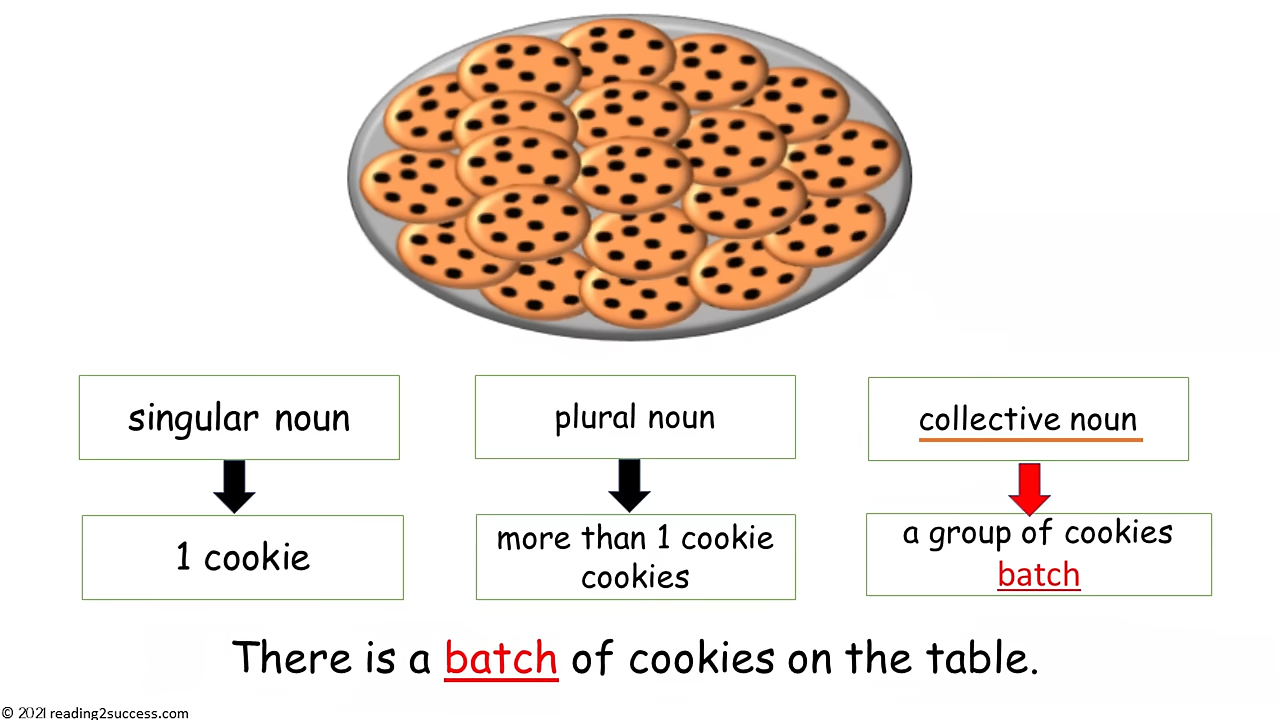 singular noun
plural noun
collective noun
1 cookie
more than 1 cookie
cookies
a group of cookies
batch
There is a batch of cookies on the table.
© 2021 reading2success.com